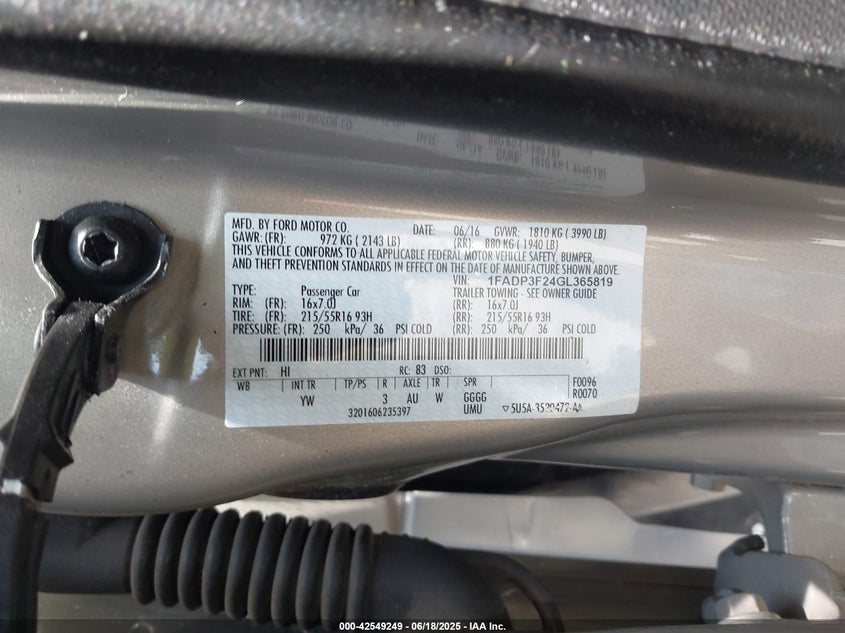 MFD. BY FORD MOTOR CO. DATE: 06/16 GVWR: 1810 KG ( 3990 LB)
GAWR: (FR): 972 KG ( 2143 LB) (RR): 880 KG ( 1940 LB)
THIS VEHICLE CONFORMS TO ALL APPLICABLE FEDERAL MOTOR VEHICLE SAFETY, BUMPER,
AND THEFT PREVENTION STANDARDS IN EFFECT ON THE DATE OF MANUFACTURE SHOWN ABOVE.
VIN: 1FADP3F24GL365819
TYPE: Passenger Car TRAILER TOWING - SEE OWNER GUIDE
RIM: (FR): 16x7.0J (RR): 16x7.0J
TIRE: (FR): 215/55R16 93H (RR): 215/55R16 93H
PRESSURE: (FR): 250 kPa/ 36 PSI COLD (RR): 250 kPa/ 36 PSI COLD
EXT PNT: HI RC: 83 DSO:
WB INT TR TP/PS R AXLE TR SPR F0096
YW 3 AU W GGGG R0070
3201606235397 UMU 5U5A-3520472-AA
000-42549249 - 06/18/2025 - IAA Inc.